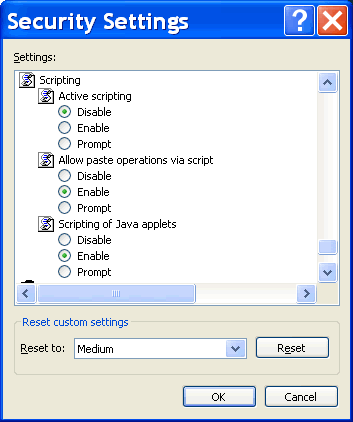 Security Settings
Settings:
Scripting
Active scripting
Disable
Enable
Prompt
Allow paste operations via script
Disable
Enable
Prompt
Scripting of Java applets
Disable
Enable
Prompt
Reset custom settings
Reset to: Medium Reset
OK Cancel